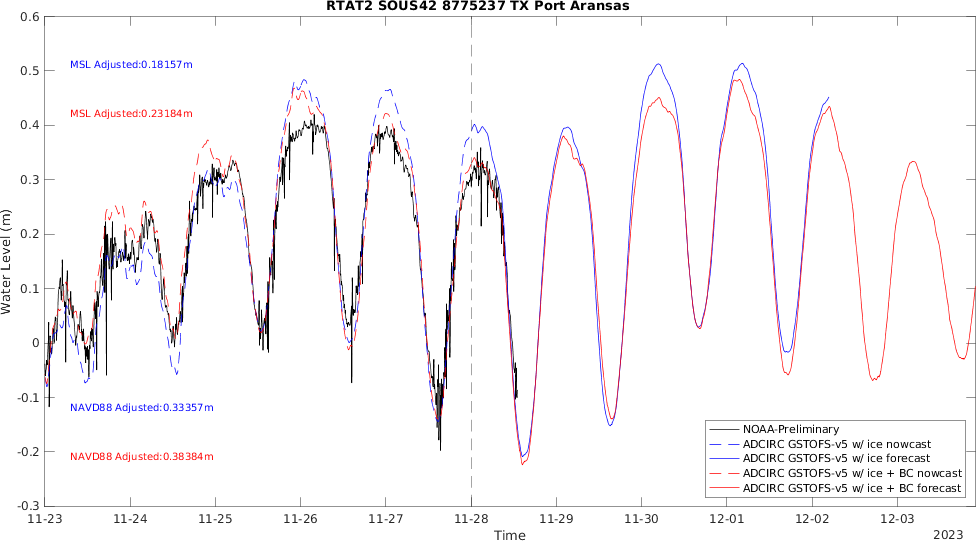 RTAT2 SOUS42 8775237 TX Port Aransas
0.6
0.5
0.4
0.3
0.2
0.1
0
-0.1
-0.2
-0.3
Water Level (m)
MSL Adjusted:0.18157m
MSL Adjusted:0.23184m
NAVD88 Adjusted:0.33357m
NAVD88 Adjusted:0.38384m
NOAA-Preliminary
ADCIRC GSTOFS-v5 w/ ice nowcast
ADCIRC GSTOFS-v5 w/ ice forecast
ADCIRC GSTOFS-v5 w/ ice + BC nowcast
ADCIRC GSTOFS-v5 w/ ice + BC forecast
11-23 11-24 11-25 11-26 11-27 11-28 11-29 11-30 12-01 12-02 12-03
Time
2023